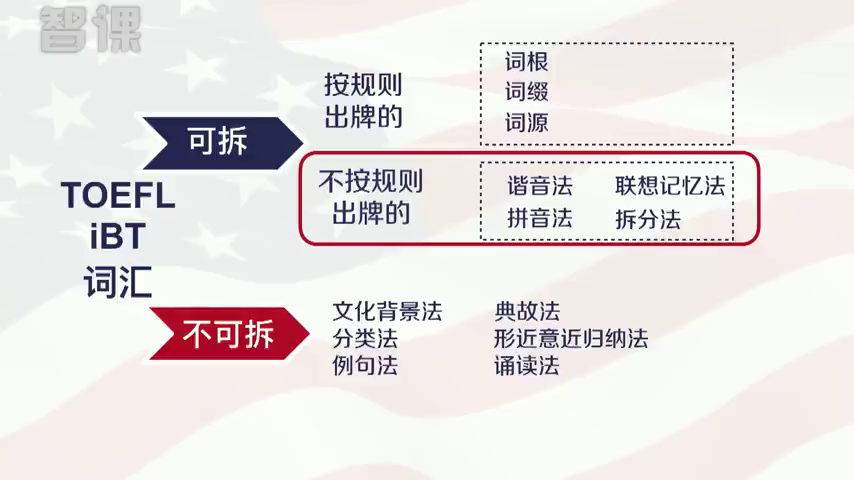 智课
按规则
出牌的
词根
词缀
词源
可拆
不按规则
出牌的
谐音法 联想记忆法
拼音法 拆分法
TOEFL
iBT
词汇
不可拆
文化背景法 典故法
分类法 形近意近归纳法
例句法 诵读法